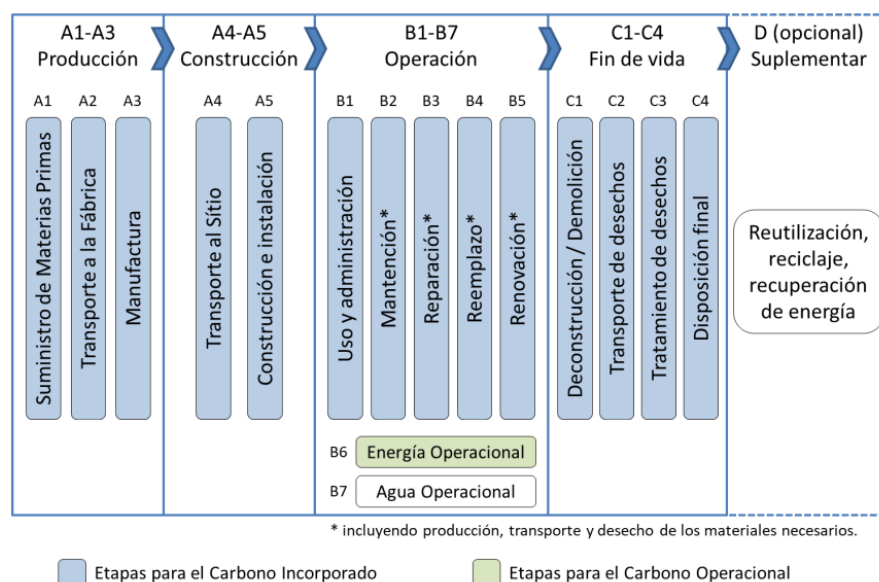 A1-A3
Producción
A4-A5
Construcción
B1-B7
Operación
C1-C4
Fin de vida
D (opcional)
Suplementar
A1
A2
A3
A4
A5
B1
B2
B3
B4
B5
C1
C2
C3
C4
Suministro de Materias Primas
Transporte a la Fábrica
Manufactura
Transporte al Sítio
Construcción e instalación
Uso y administración
Mantención*
Reparación*
Reemplazo*
Renovación*
Deconstrucción / Demolición
Transporte de desechos
Tratamiento de desechos
Disposición final
Reutilización,
reciclaje,
recuperación
de energía
B6
Energía Operacional
B7
Agua Operacional
* incluyendo producción, transporte y desecho de los materiales necesarios.
Etapas para el Carbono Incorporado
Etapas para el Carbono Operacional